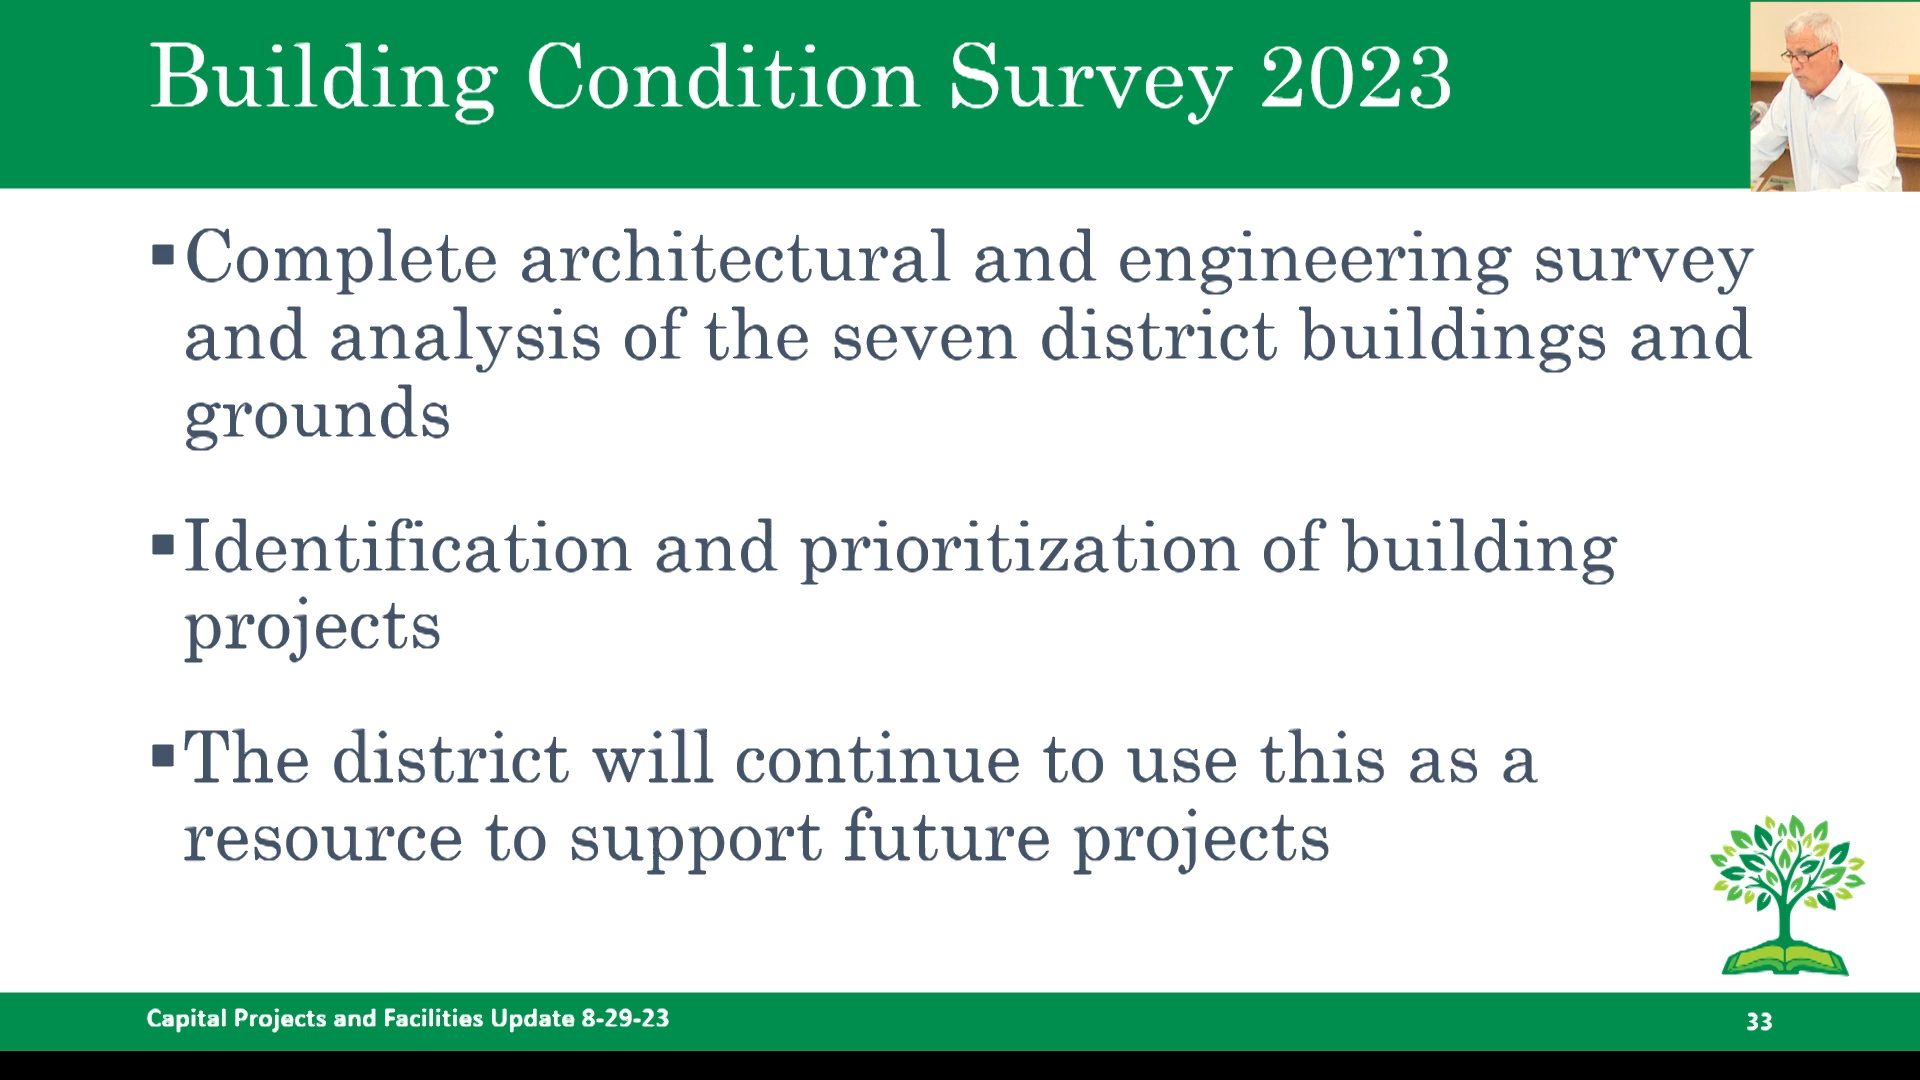 Building Condition Survey 2023
▪Complete architectural and engineering survey
and analysis of the seven district buildings and
grounds
▪Identification and prioritization of building
projects
▪The district will continue to use this as a
resource to support future projects
Capital Projects and Facilities Update 8-29-23
33